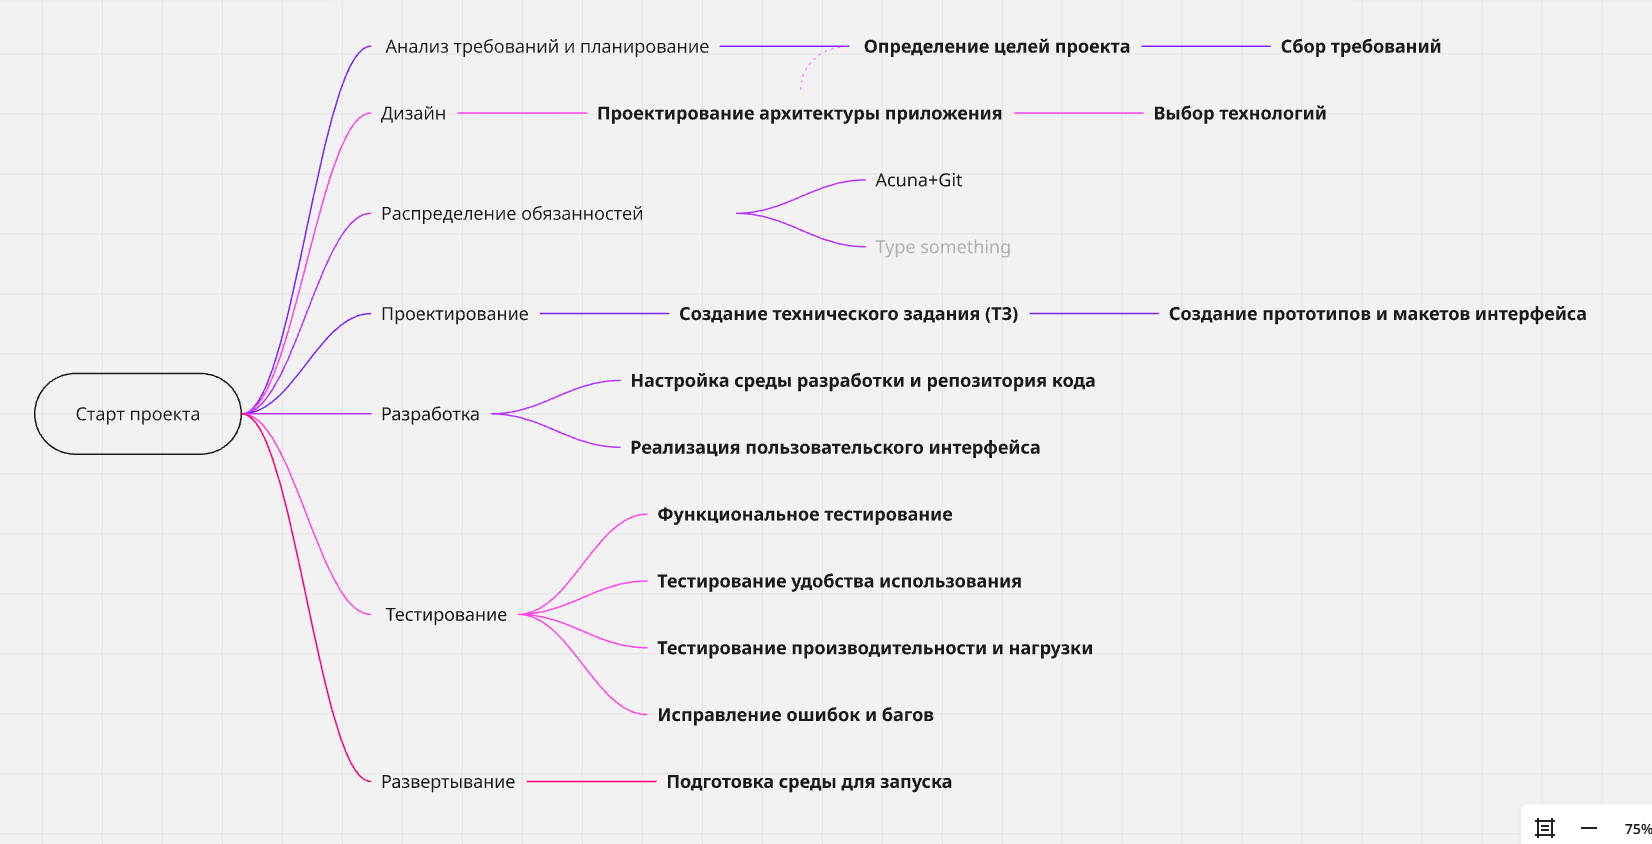 Анализ требований и планирование
Определение целей проекта
Сбор требований
Дизайн
Проектирование архитектуры приложения
Выбор технологий
Acuna+Git
Распределение обязанностей
Type something
Проектирование
Создание технического задания (ТЗ)
Создание прототипов и макетов интерфейса
Настройка среды разработки и репозитория кода
Старт проекта
Разработка
Реализация пользовательского интерфейса
Функциональное тестирование
Тестирование удобства использования
Тестирование
Тестирование производительности и нагрузки
Исправление ошибок и багов
Развертывание
Подготовка среды для запуска
75%